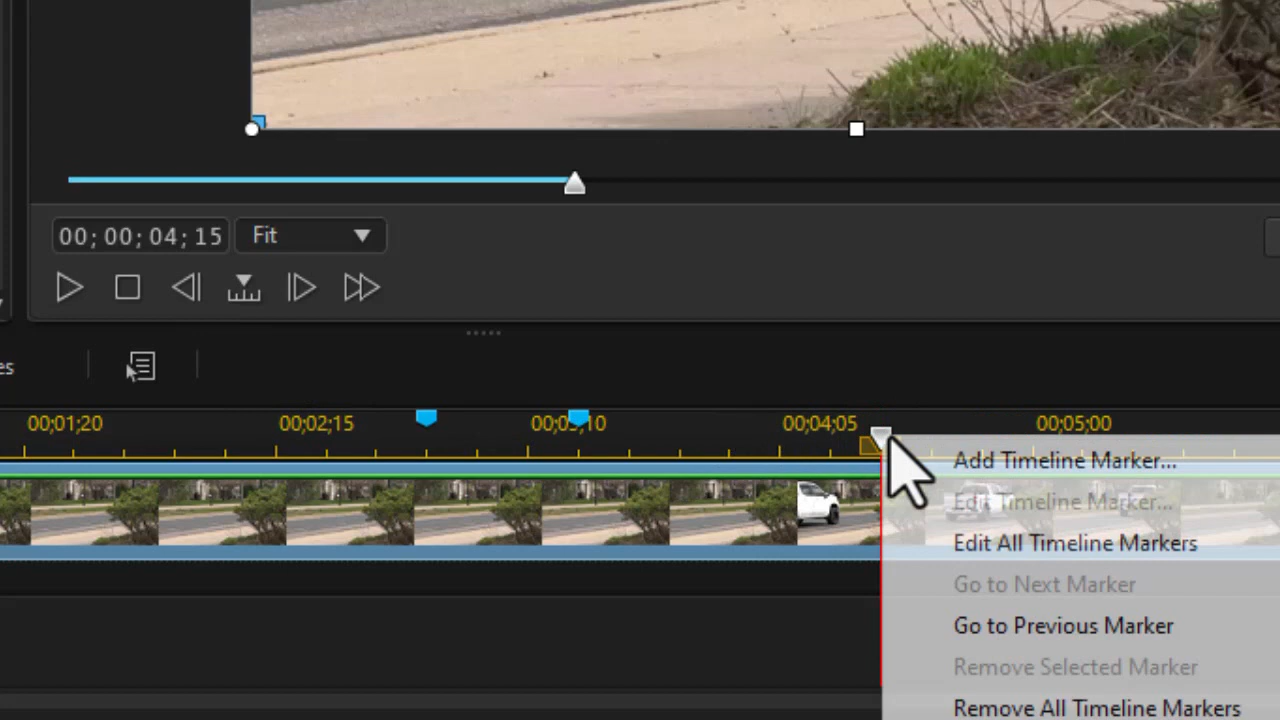 00;00;04;15 Fit
es
00;01;20 00;02;15 00;03;10 00;04;05 00;05;00
Add Timeline Marker...
Edit Timeline Marker...
Edit All Timeline Markers
Go to Next Marker
Go to Previous Marker
Remove Selected Marker
Remove All Timeline Markers